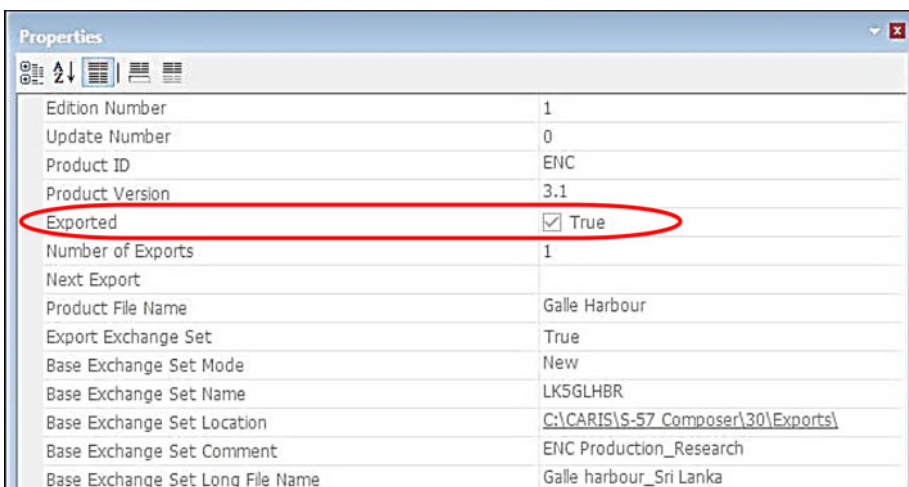 Properties
Edition Number 1
Update Number 0
Product ID ENC
Product Version 3.1
Exported True
Number of Exports 1
Next Export
Product File Name Galle Harbour
Export Exchange Set True
Base Exchange Set Mode New
Base Exchange Set Name LK5GLHBR
Base Exchange Set Location C:\CARIS\S-57 Composer\30\Exports\
Base Exchange Set Comment ENC Production_Research
Base Exchange Set Long File Name Galle harbour_Sri Lanka